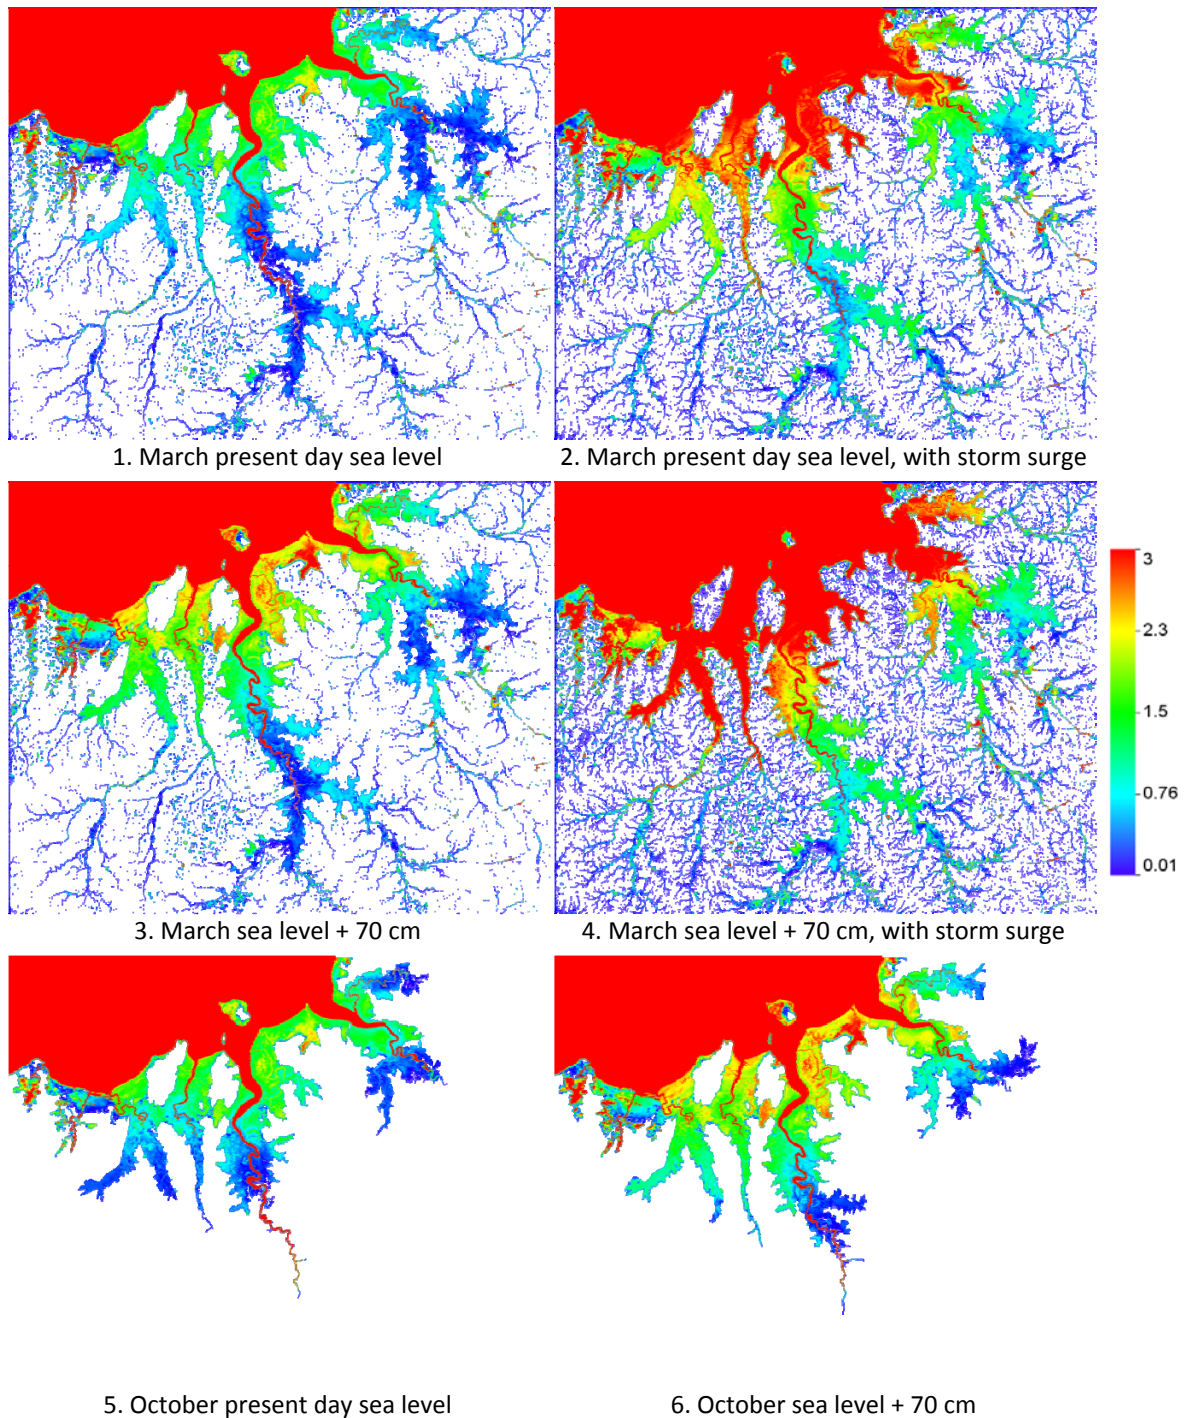 1. March present day sea level
2. March present day sea level, with storm surge
3. March sea level + 70 cm
4. March sea level + 70 cm, with storm surge
3
2.3
1.5
0.76
0.01
5. October present day sea level
6. October sea level + 70 cm